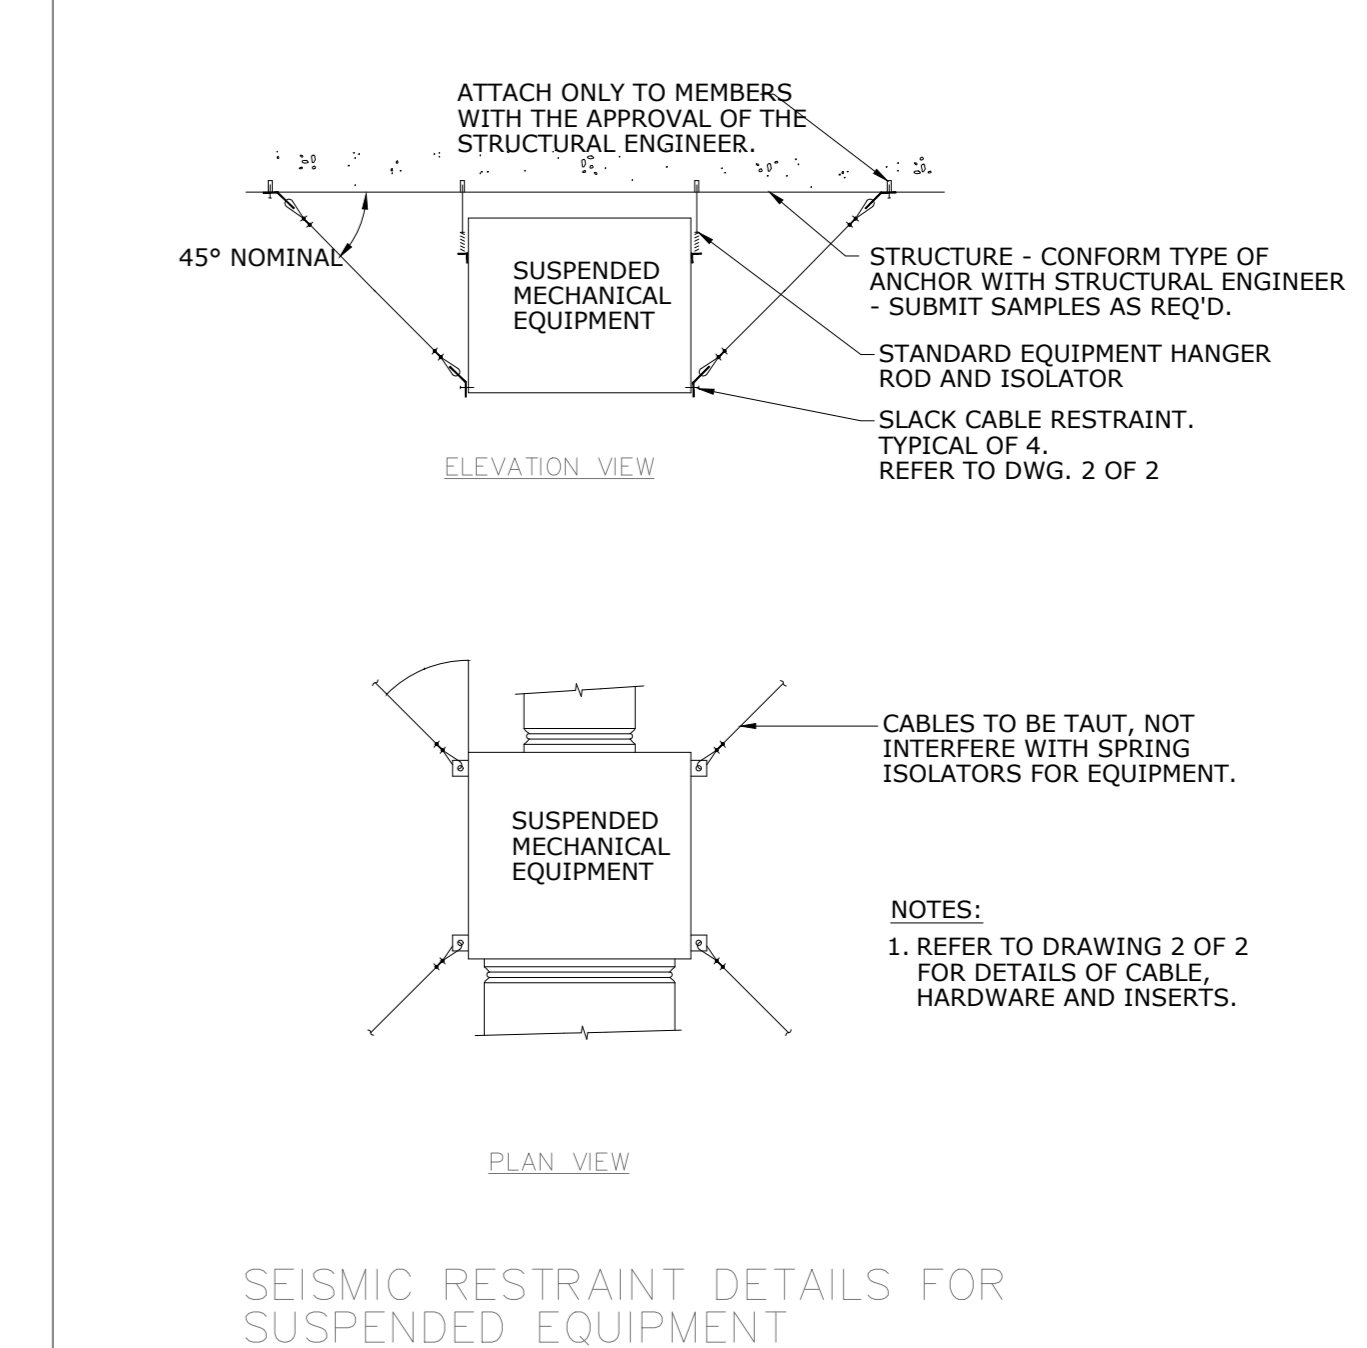 ATTACH ONLY TO MEMBERS
WITH THE APPROVAL OF THE
STRUCTURAL ENGINEER.
45° NOMINAL
SUSPENDED
MECHANICAL
EQUIPMENT
STRUCTURE - CONFORM TYPE OF
ANCHOR WITH STRUCTURAL ENGINEER
- SUBMIT SAMPLES AS REQ'D.
STANDARD EQUIPMENT HANGER
ROD AND ISOLATOR
SLACK CABLE RESTRAINT.
TYPICAL OF 4.
REFER TO DWG. 2 OF 2
ELEVATION VIEW
CABLES TO BE TAUT, NOT
INTERFERE WITH SPRING
ISOLATORS FOR EQUIPMENT.
SUSPENDED
MECHANICAL
EQUIPMENT
NOTES:
1. REFER TO DRAWING 2 OF 2
FOR DETAILS OF CABLE,
HARDWARE AND INSERTS.
PLAN VIEW
SEISMIC RESTRAINT DETAILS FOR
SUSPENDED EQUIPMENT